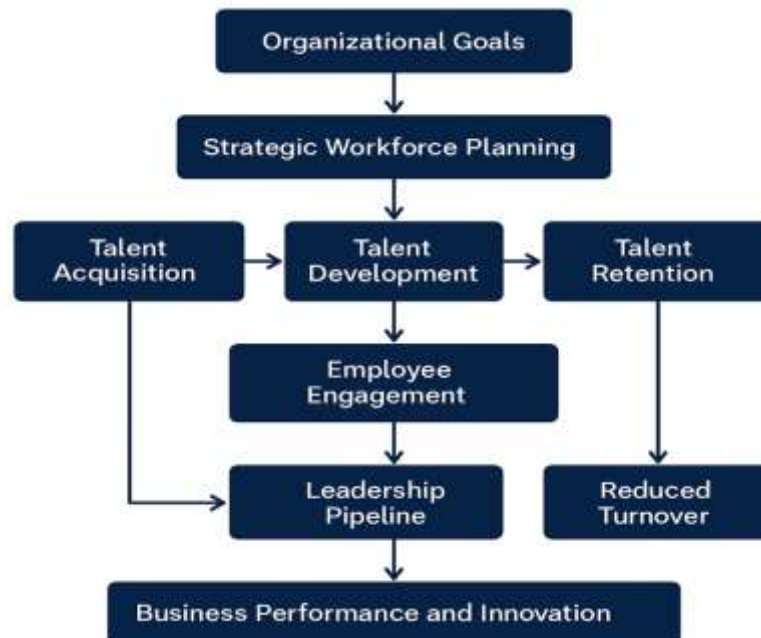 Organizational Goals
Strategic Workforce Planning
Talent
Acquisition
Talent
Development
Talent
Retention
Employee
Engagement
Leadership
Pipeline
Reduced
Turnover
Business Performance and Innovation